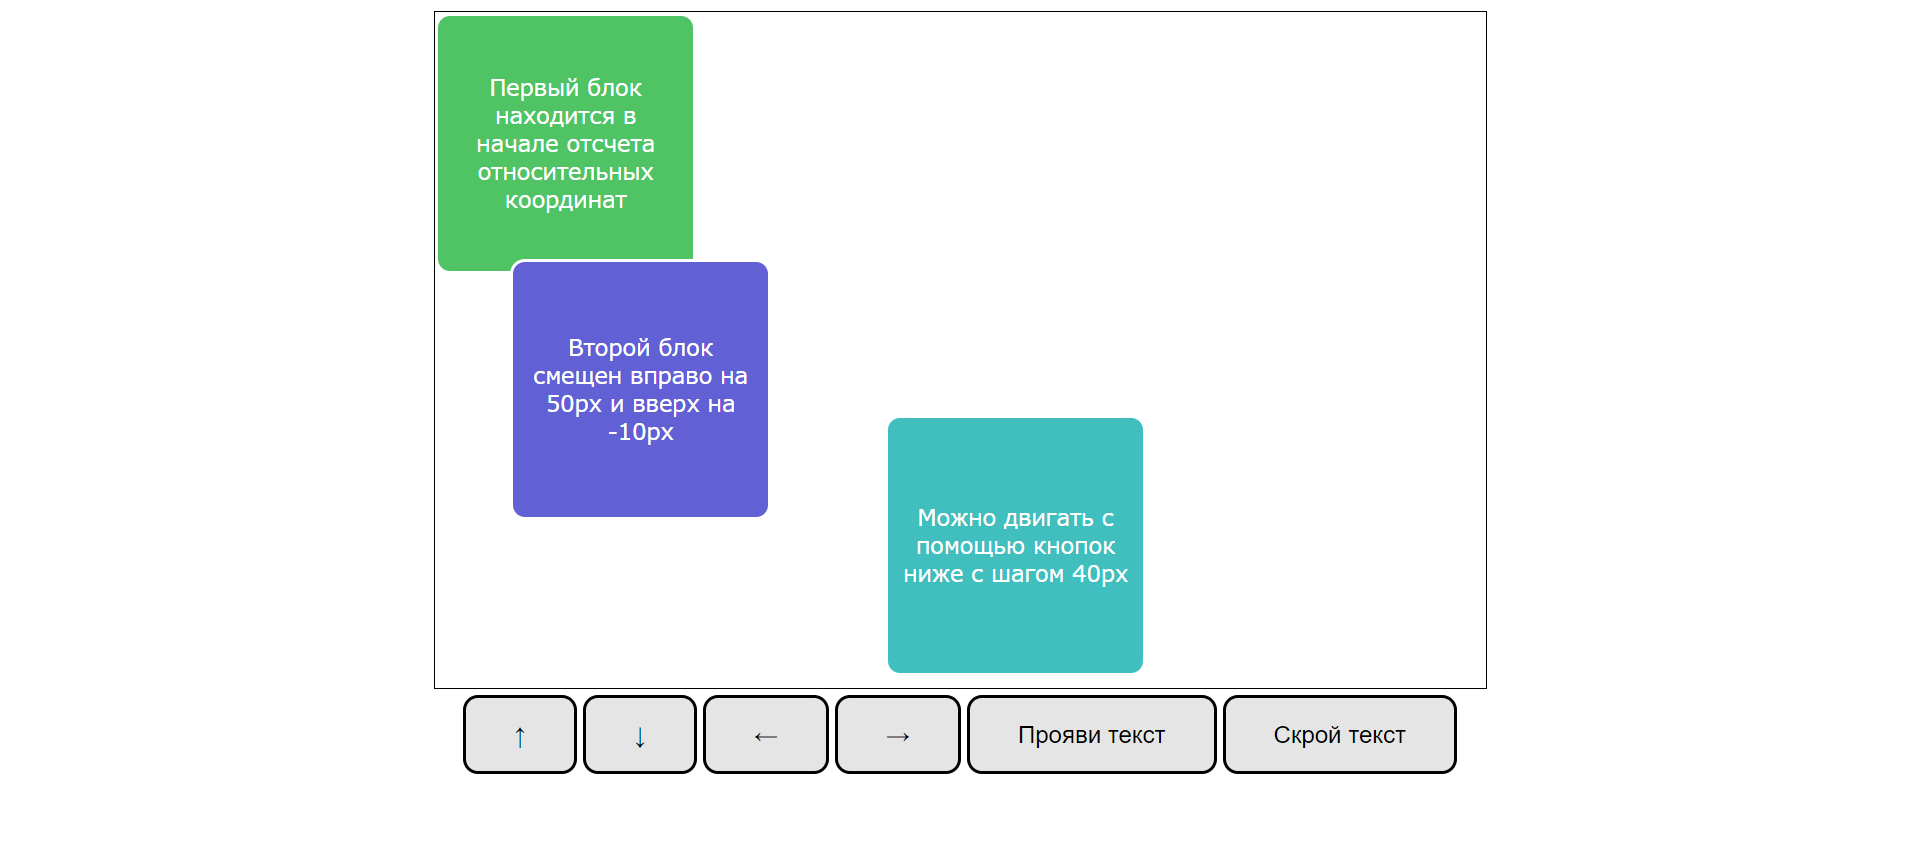 Первый блок
находится в
начале отсчета
относительных
координат
Второй блок
смещен вправо на
50px и вверх на
-10px
Можно двигать с
помощью кнопок
ниже с шагом 40px
↑ ↓ ← → Прояви текст Скрой текст